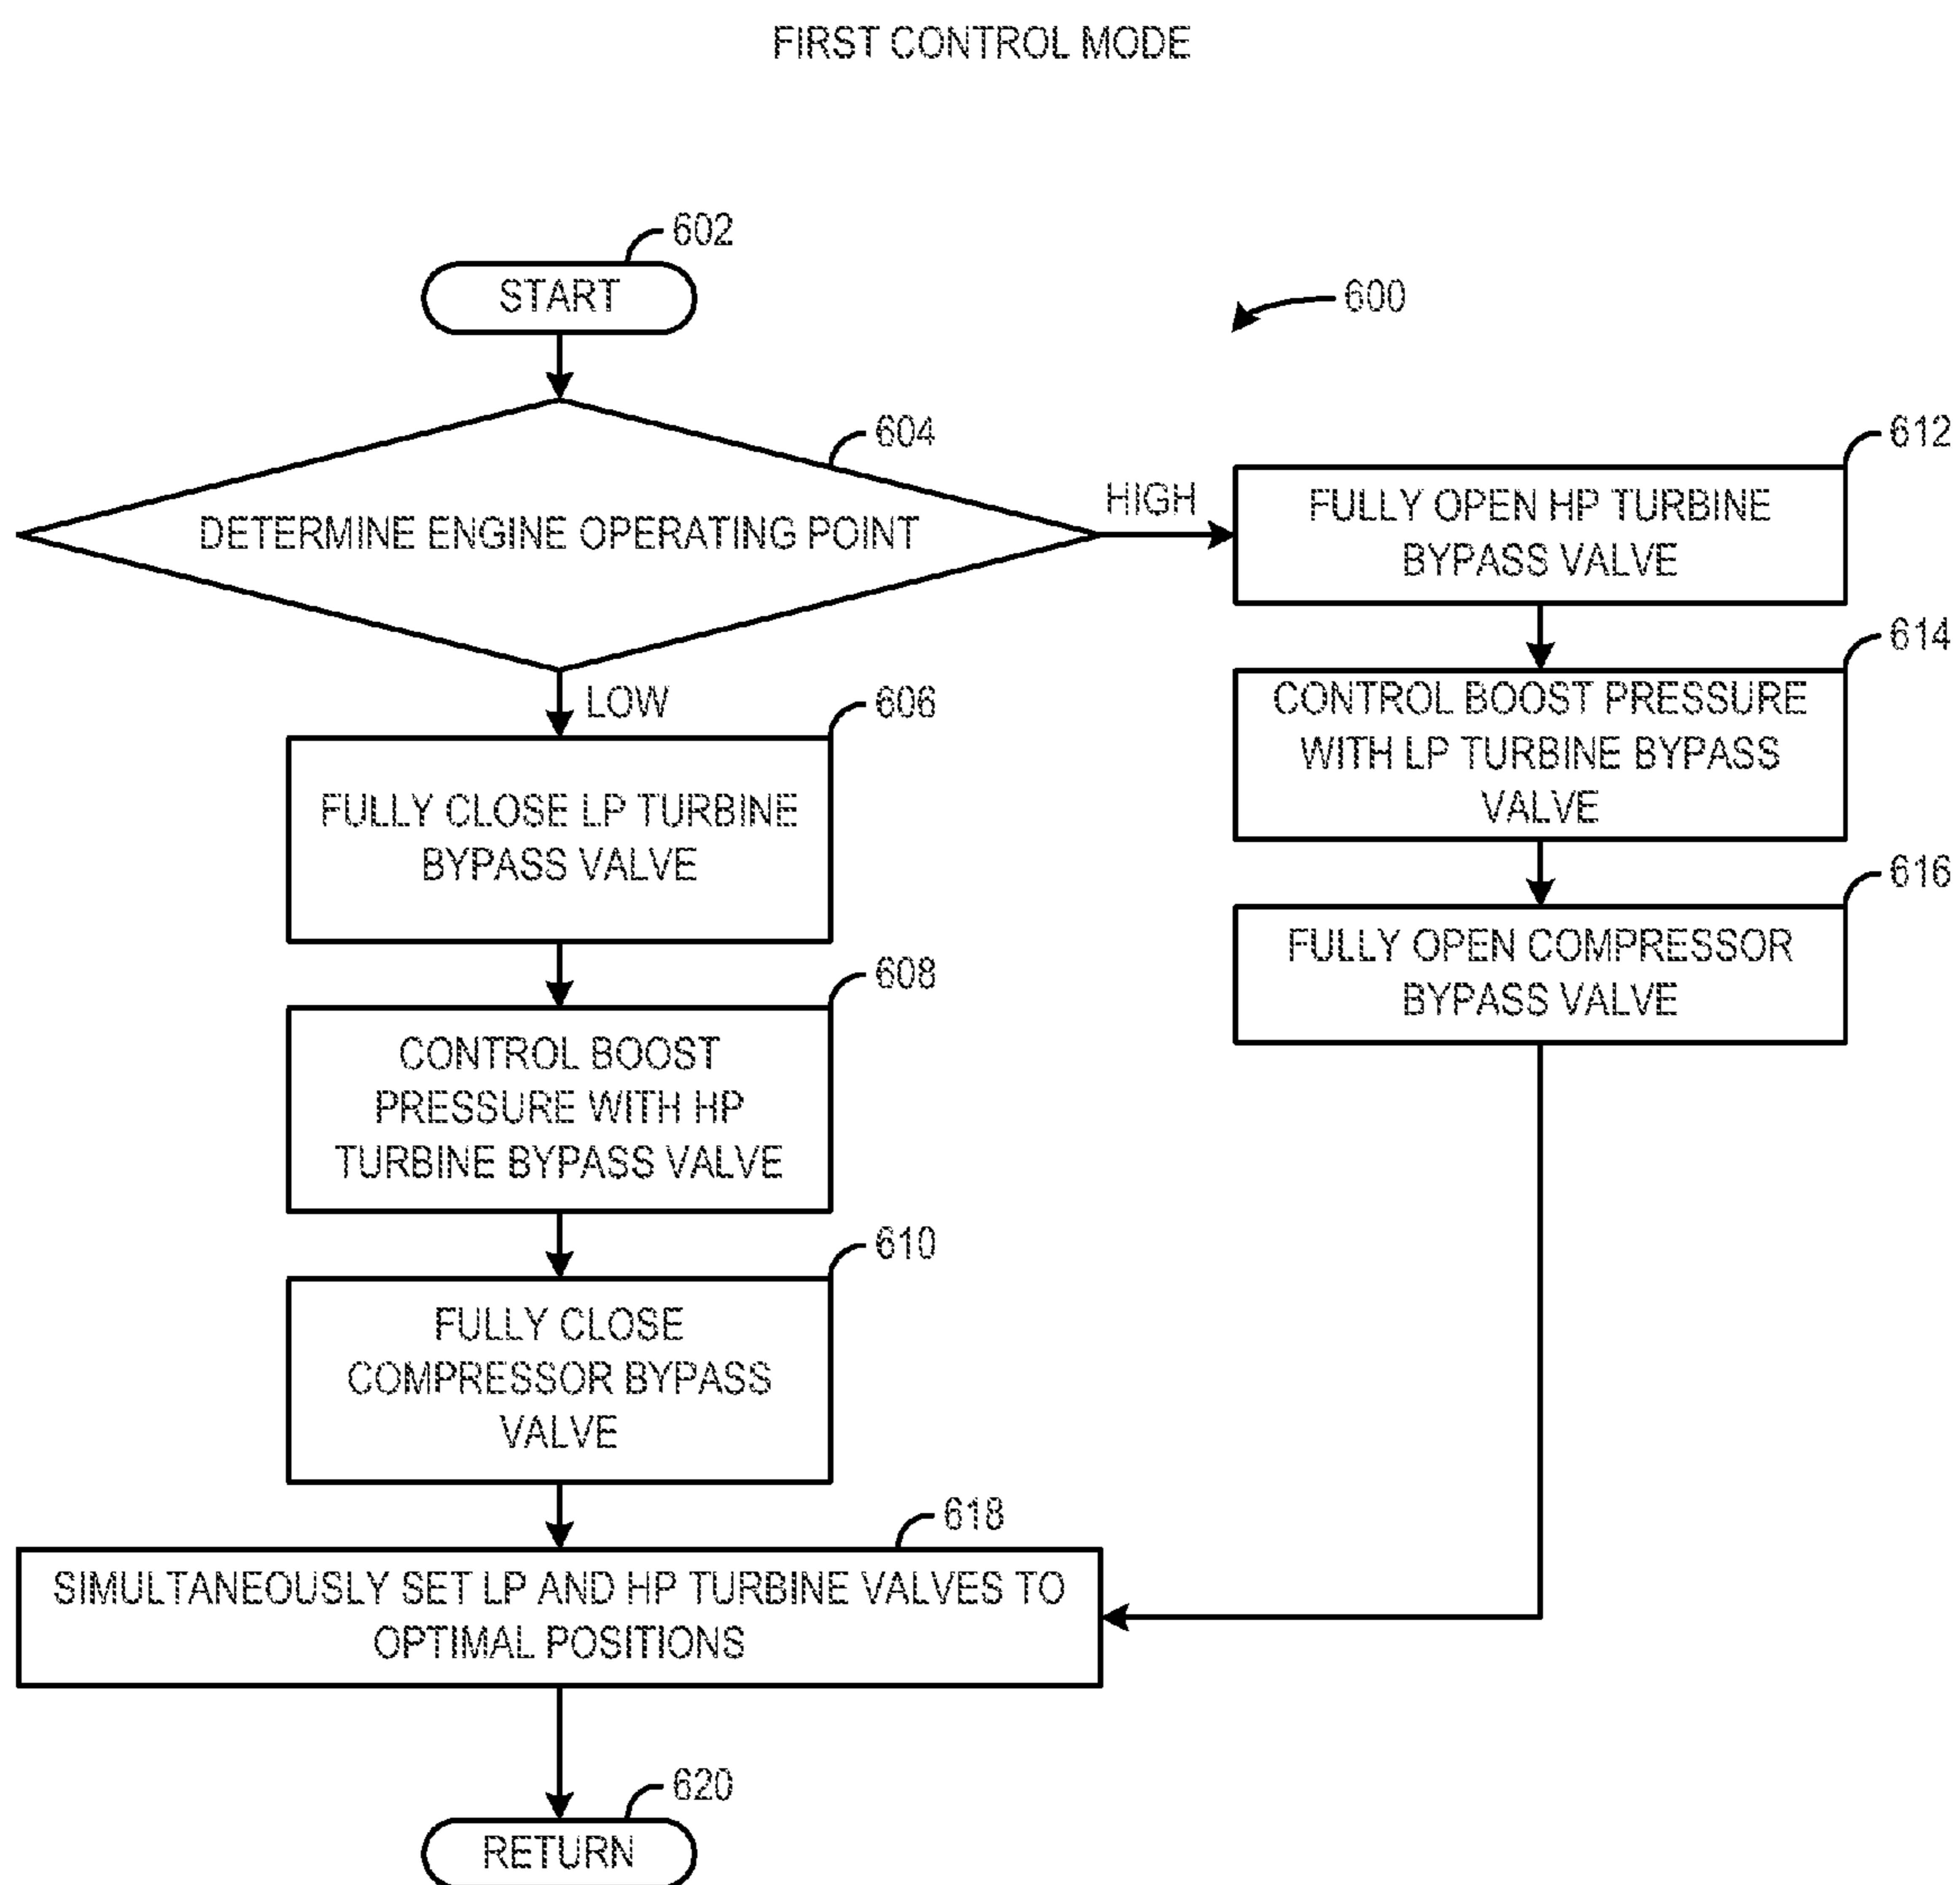 FIRST CONTROL MODE
602
START
600
604
DETERMINE ENGINE OPERATING POINT
HIGH
612
FULLY OPEN HP TURBINE
BYPASS VALVE
614
CONTROL BOOST PRESSURE
WITH LP TURBINE BYPASS
VALVE
616
FULLY OPEN COMPRESSOR
BYPASS VALVE
LOW
606
FULLY CLOSE LP TURBINE
BYPASS VALVE
608
CONTROL BOOST
PRESSURE WITH HP
TURBINE BYPASS VALVE
610
FULLY CLOSE
COMPRESSOR BYPASS
VALVE
618
SIMULTANEOUSLY SET LP AND HP TURBINE VALVES TO
OPTIMAL POSITIONS
620
RETURN